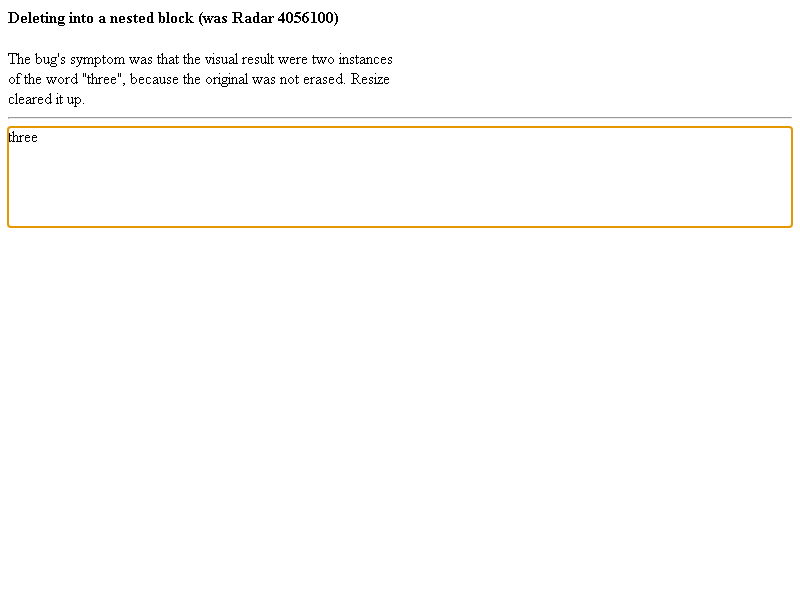 Deleting into a nested block (was Radar 4056100)
The bug's symptom was that the visual result were two instances
of the word "three", because the original was not erased. Resize
cleared it up.
three